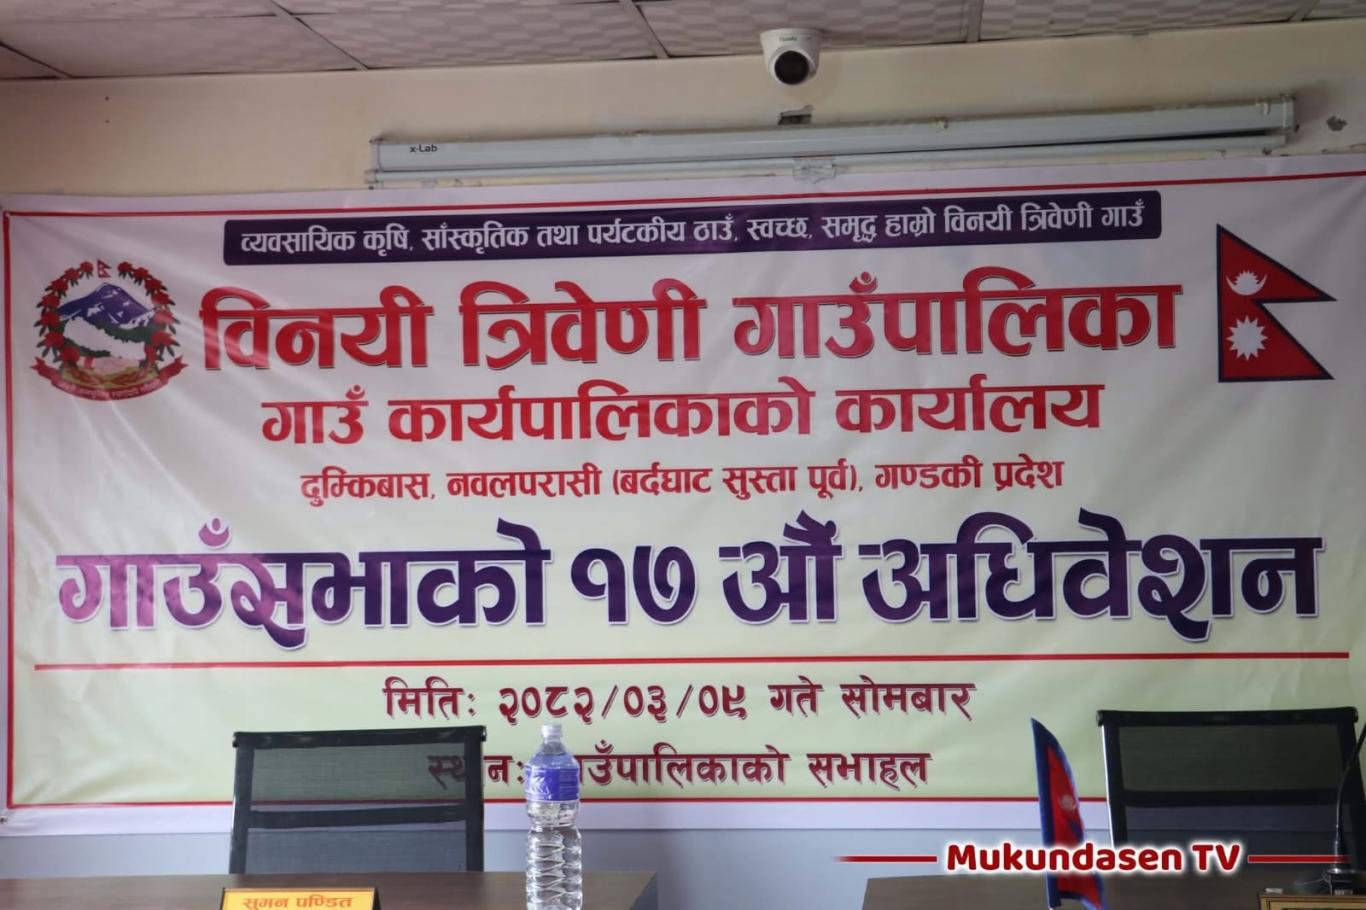 x-Lab
व्यवसायिक कृषि, साँस्कृतिक तथा पर्यटकीय ठाउँ, स्वच्छ, समृद्ध हाम्रो विनयी त्रिवेणी गाउँ
विनयी त्रिवेणी गाउँपालिका
गाउँ कार्यपालिकाको कार्यालय
दुम्किबास, नवलपरासी (बर्दघाट सुस्ता पूर्व), गण्डकी प्रदेश
गाउँसभाको १७ औं अधिवेशन
मितिः २०८२/०३/०९ गते सोमबार
स्थानः गाउँपालिकाको सभाहल
Mukundasen TV
सुमन पण्डित